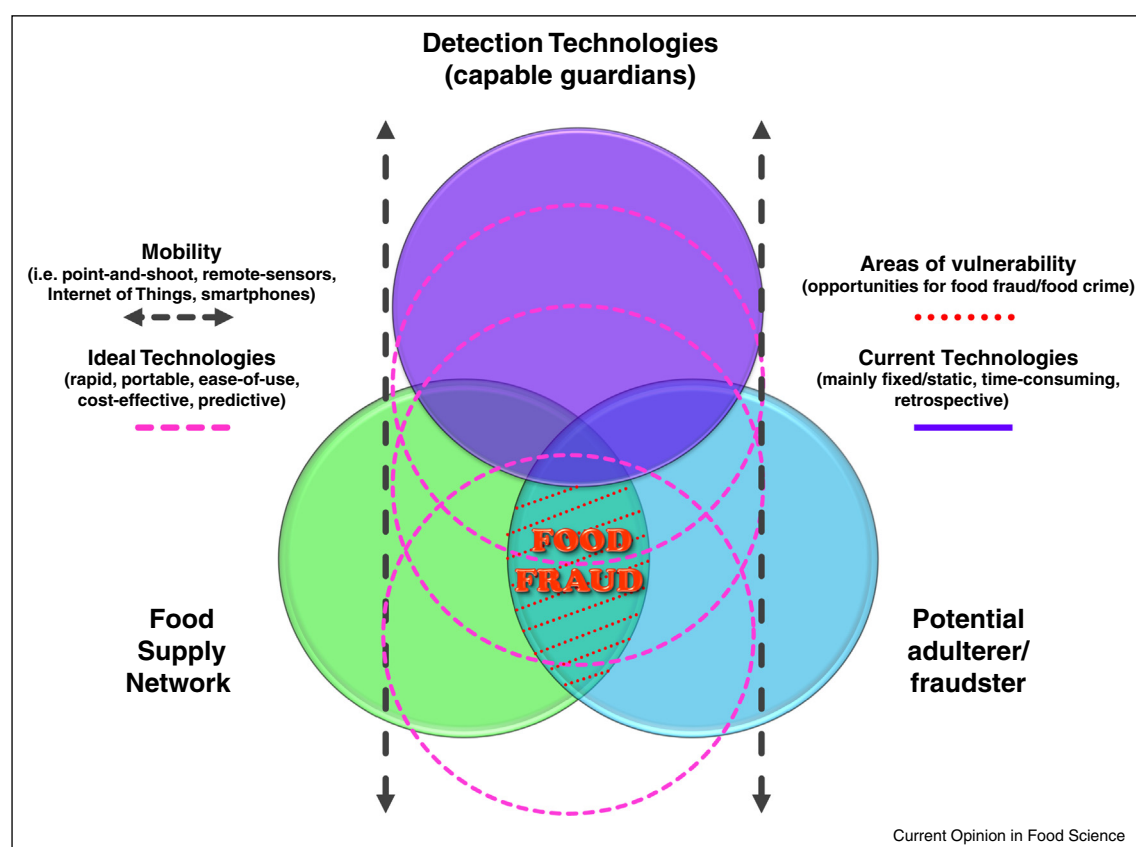 Detection Technologies
(capable guardians)
Mobility
(i.e. point-and-shoot, remote-sensors,
Internet of Things, smartphones)
Ideal Technologies
(rapid, portable, ease-of-use,
cost-effective, predictive)
Areas of vulnerability
(opportunities for food fraud/food crime)
Current Technologies
(mainly fixed/static, time-consuming,
retrospective)
FOOD
FRAUD
Food
Supply
Network
Potential
adulterer/
fraudster
Current Opinion in Food Science